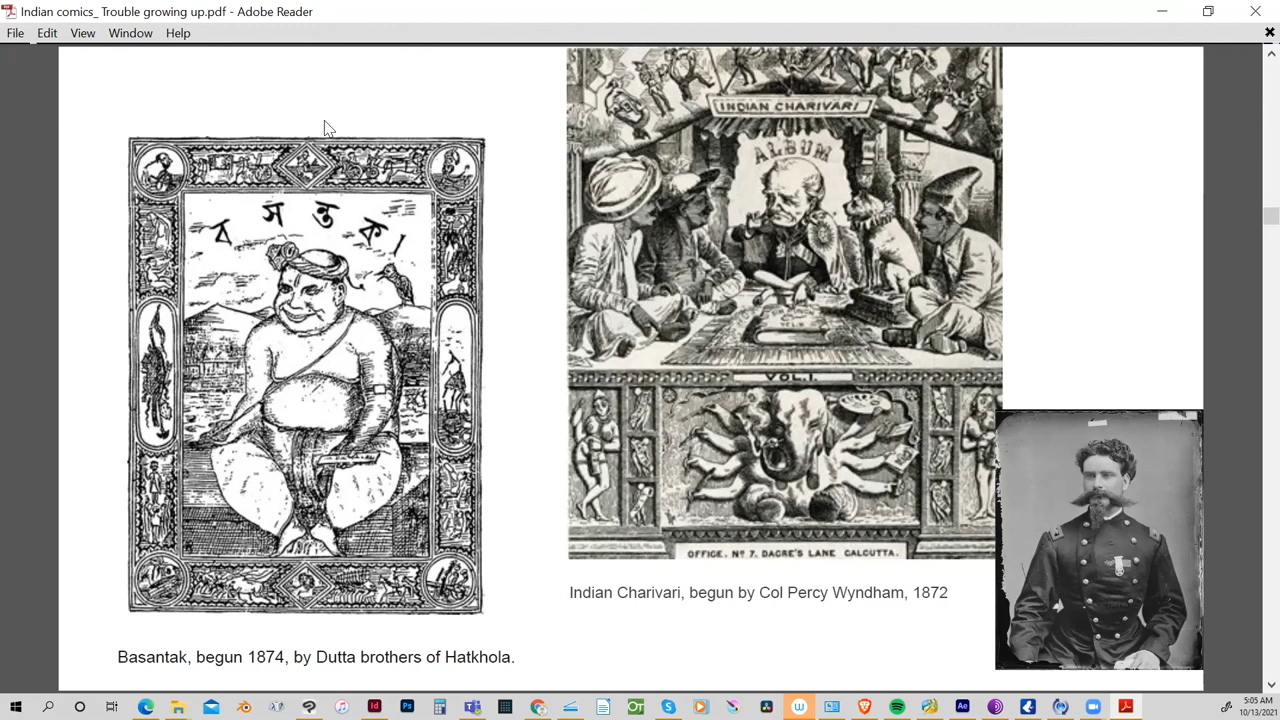 Indian comics_ Trouble growing up.pdf - Adobe Reader
File Edit View Window Help
বসন্তক।
INDIAN CHARIVARI
ALBUM
VOL. I.
OFFICE, No 7, DACRE'S LANE CALCUTTA.
Indian Charivari, begun by Col Percy Wyndham, 1872
Basantak, begun 1874, by Dutta brothers of Hatkhola.
5:05 AM
10/13/2021